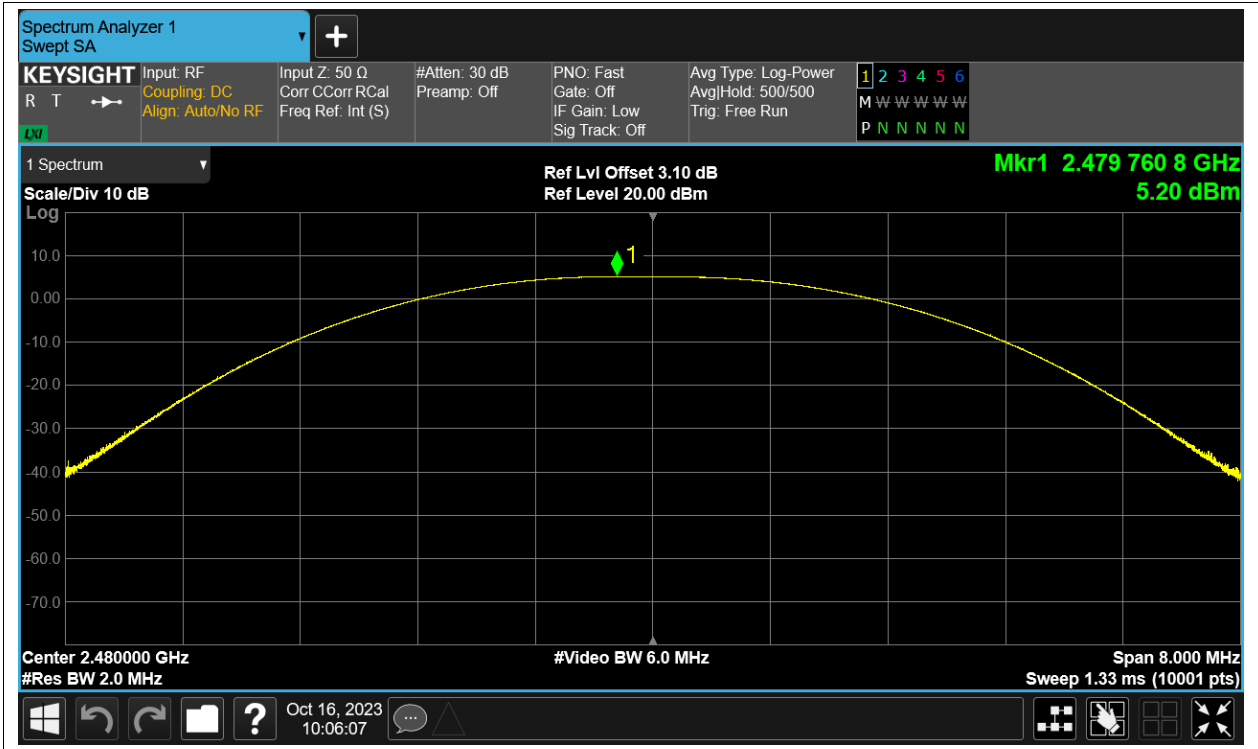 Spectrum Analyzer 1
Swept SA
KEYSIGHT
R T
LXI
Input: RF
Coupling: DC
Align: Auto/No RF
Input Z: 50 Ω
Corr CCorr RCal
Freq Ref: Int (S)
#Atten: 30 dB
Preamp: Off
PNO: Fast
Gate: Off
IF Gain: Low
Sig Track: Off
Avg Type: Log-Power
Avg|Hold: 500/500
Trig: Free Run
1 2 3 4 5 6
M W W W W W
P N N N N N
1 Spectrum
Scale/Div 10 dB
Log
Ref Lvl Offset 3.10 dB
Ref Level 20.00 dBm
Mkr1 2.479 760 8 GHz
5.20 dBm
1
10.0
0.00
-10.0
-20.0
-30.0
-40.0
-50.0
-60.0
-70.0
Center 2.480000 GHz
#Video BW 6.0 MHz
Span 8.000 MHz
#Res BW 2.0 MHz
Sweep 1.33 ms (10001 pts)
?
Oct 16, 2023
10:06:07